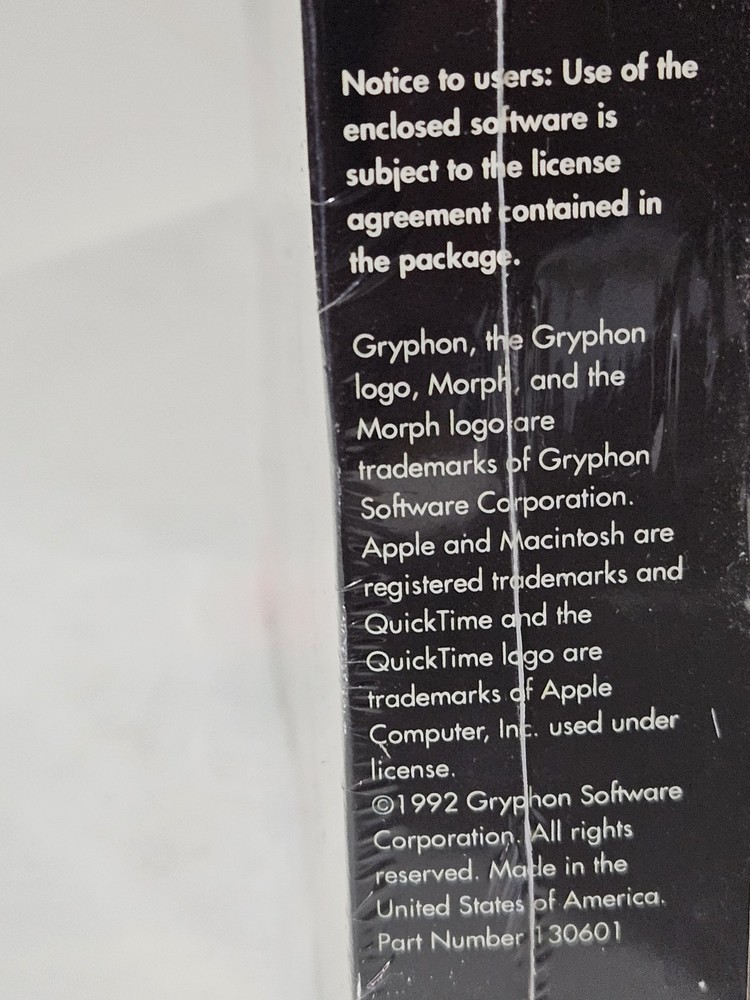 Notice to users: Use of the
enclosed software is
subject to the license
agreement contained in
the package.
Gryphon, the Gryphon
logo, Morph, and the
Morph logo are
trademarks of Gryphon
Software Corporation.
Apple and Macintosh are
registered trademarks and
QuickTime and the
QuickTime logo are
trademarks of Apple
Computer, Inc. used under
license.
©1992 Gryphon Software
Corporation. All rights
reserved. Made in the
United States of America.
Part Number 130601